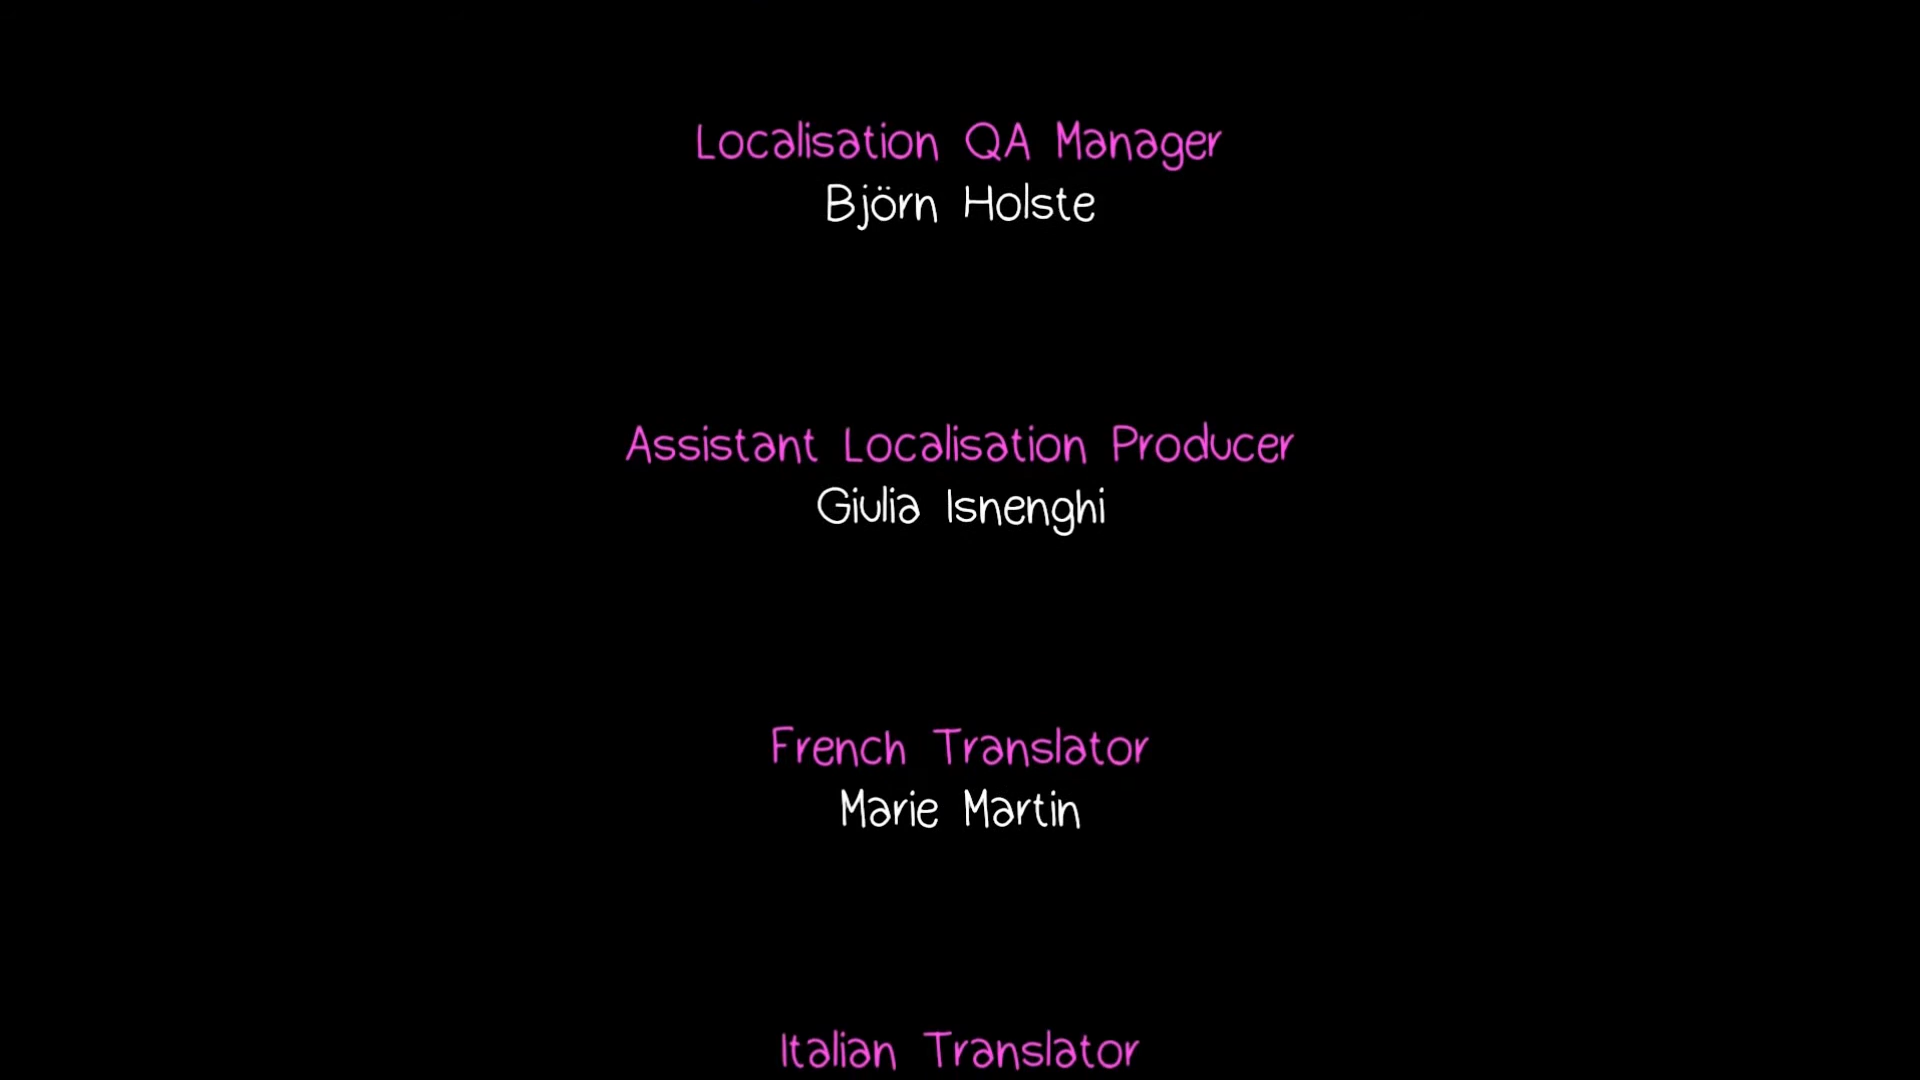 Localisation QA Manager
Björn Holste
Assistant Localisation Producer
Giulia Isnenghi
French Translator
Marie Martin
Italian Translator